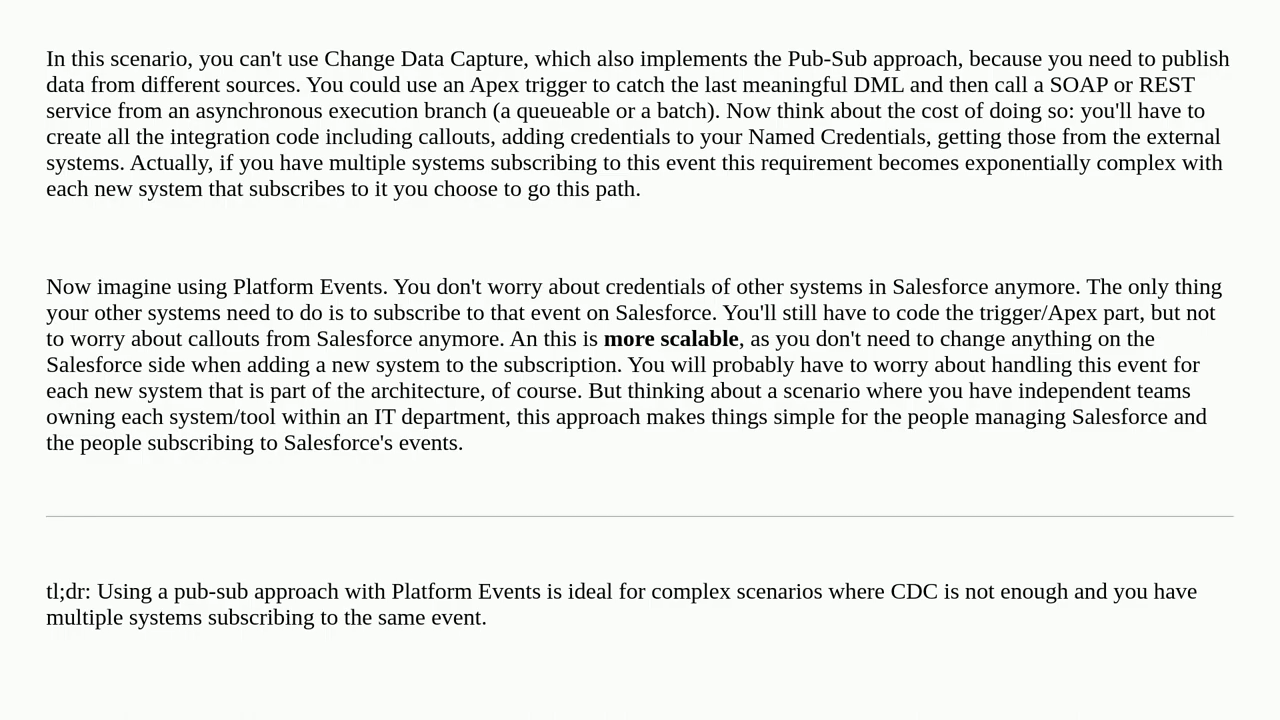 In this scenario, you can't use Change Data Capture, which also implements the Pub-Sub approach, because you need to publish
data from different sources. You could use an Apex trigger to catch the last meaningful DML and then call a SOAP or REST
service from an asynchronous execution branch (a queueable or a batch). Now think about the cost of doing so: you'll have to
create all the integration code including callouts, adding credentials to your Named Credentials, getting those from the external
systems. Actually, if you have multiple systems subscribing to this event this requirement becomes exponentially complex with
each new system that subscribes to it you choose to go this path.
Now imagine using Platform Events. You don't worry about credentials of other systems in Salesforce anymore. The only thing
your other systems need to do is to subscribe to that event on Salesforce. You'll still have to code the trigger/Apex part, but not
to worry about callouts from Salesforce anymore. An this is more scalable, as you don't need to change anything on the
Salesforce side when adding a new system to the subscription. You will probably have to worry about handling this event for
each new system that is part of the architecture, of course. But thinking about a scenario where you have independent teams
owning each system/tool within an IT department, this approach makes things simple for the people managing Salesforce and
the people subscribing to Salesforce's events.
tl;dr: Using a pub-sub approach with Platform Events is ideal for complex scenarios where CDC is not enough and you have
multiple systems subscribing to the same event.